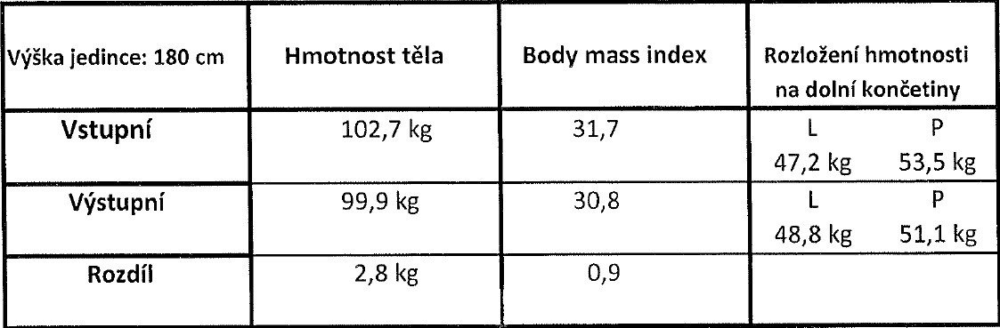 Výška jedince: 180 cm Hmotnost těla Body mass index Rozložení hmotnosti
na dolní končetiny
Vstupní 102,7 kg 31,7 L P
47,2 kg 53,5 kg
Výstupní 99,9 kg 30,8 L P
48,8 kg 51,1 kg
Rozdíl 2,8 kg 0,9